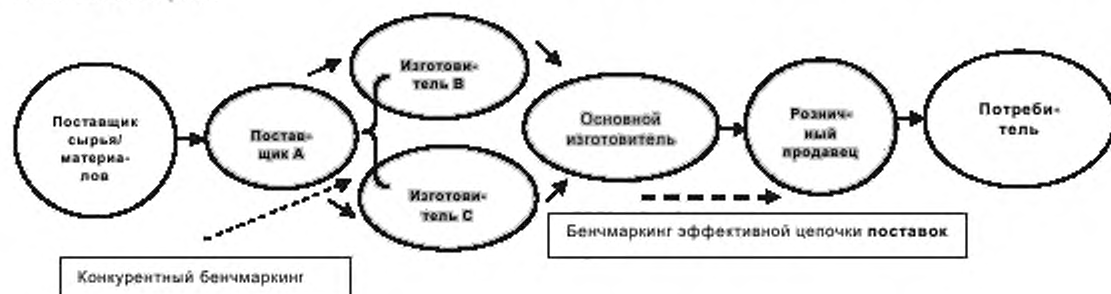 Поставщик
сырья/
материа-
лов
Постав-
щик А
Изготови-
тель В
Изготови-
тель С
Основной
изготовитель
Рознич-
ный
продавец
Потреби-
тель
Бенчмаркинг эффективной цепочки поставок
Конкурентный бенчмаркинг